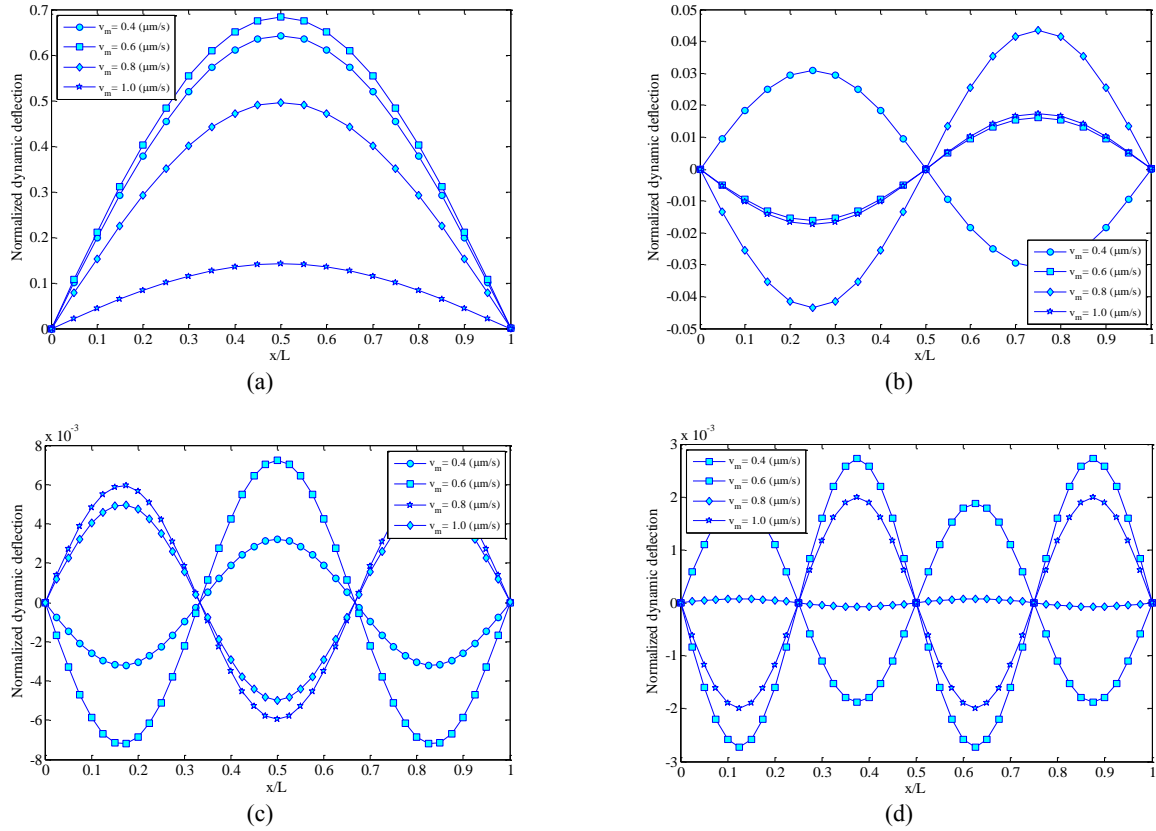 0.7
0.6
0.5
0.4
0.3
0.2
0.1
0
Normalized dynamic deflection
v_m = 0.4 (μm/s)
v_m = 0.6 (μm/s)
v_m = 0.8 (μm/s)
v_m = 1.0 (μm/s)
0 0.1 0.2 0.3 0.4 0.5 0.6 0.7 0.8 0.9 1
x/L
(a)
0.05
0.04
0.03
0.02
0.01
0
-0.01
-0.02
-0.03
-0.04
-0.05
Normalized dynamic deflection
v_m = 0.4 (μm/s)
v_m = 0.6 (μm/s)
v_m = 0.8 (μm/s)
v_m = 1.0 (μm/s)
0 0.1 0.2 0.3 0.4 0.5 0.6 0.7 0.8 0.9 1
x/L
(b)
x 10⁻³
8
6
4
2
0
-2
-4
-6
-8
Normalized dynamic deflection
v_m = 0.4 (μm/s)
v_m = 0.6 (μm/s)
v_m = 0.8 (μm/s)
v_m = 1.0 (μm/s)
0 0.1 0.2 0.3 0.4 0.5 0.6 0.7 0.8 0.9 1
x/L
(c)
x 10⁻³
3
2
1
0
-1
-2
-3
Normalized dynamic deflection
v_m = 0.4 (μm/s)
v_m = 0.6 (μm/s)
v_m = 0.8 (μm/s)
v_m = 1.0 (μm/s)
0 0.1 0.2 0.3 0.4 0.5 0.6 0.7 0.8 0.9 1
x/L
(d)